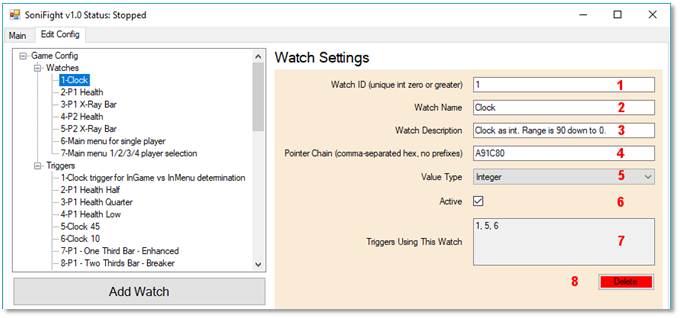 SoniFight v1.0 Status: Stopped
Main
Edit Config
Game Config
Watches
1-Clock
2-P1 Health
3-P1 X-Ray Bar
4-P2 Health
5-P2 X-Ray Bar
6-Main menu for single player
7-Main menu 1/2/3/4 player selection
Triggers
1-Clock trigger for InGame vs InMenu determination
2-P1 Health Half
3-P1 Health Quarter
4-P1 Health Low
5-Clock 45
6-Clock 10
7-P1 - One Third Bar - Enhanced
8-P1 - Two Thirds Bar - Breaker
Add Watch
Watch Settings
Watch ID (unique int zero or greater) 1 1
Watch Name Clock 2
Watch Description Clock as int. Range is 90 down to 0. 3
Pointer Chain (comma-separated hex, no prefixes) A91C80 4
Value Type Integer 5
Active 6
Triggers Using This Watch 1, 5, 6 7
8 Delete